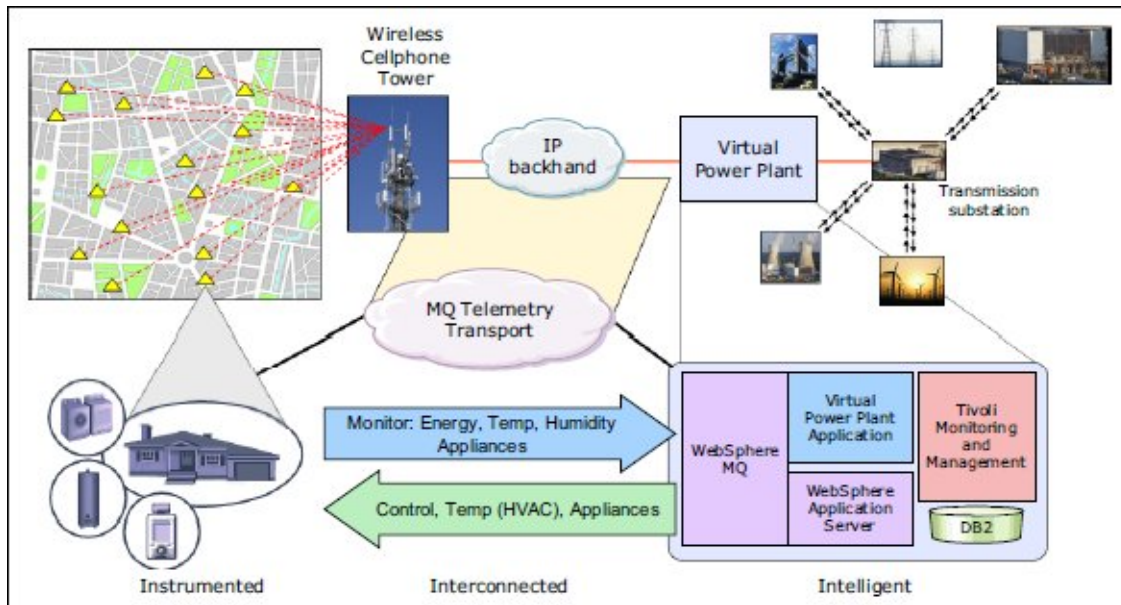 Wireless
Cellphone
Tower
IP
backhand
Virtual
Power Plant
Transmission
substation
MQ Telemetry
Transport
Monitor: Energy, Temp, Humidity
Appliances
Control, Temp (HVAC), Appliances
WebSphere
MQ
Virtual
Power Plant
Application
WebSphere
Application
Server
Tivoli
Monitoring
and
Management
DB2
Instrumented
Interconnected
Intelligent